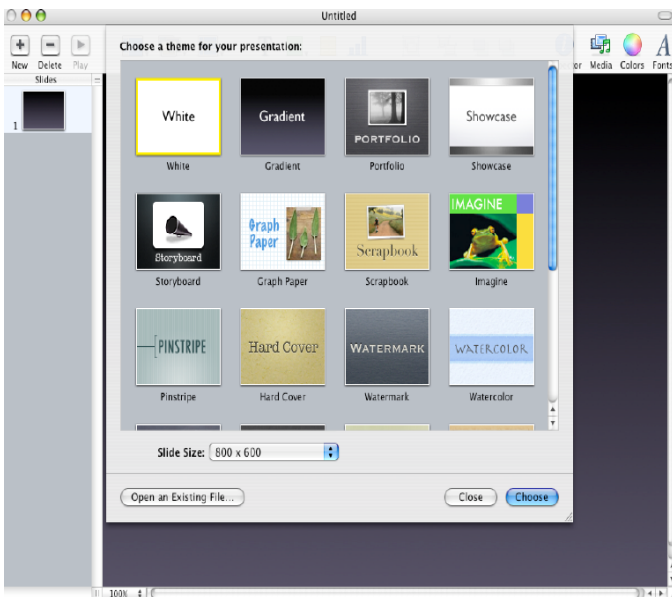 Untitled
New Delete Play
or Media Colors Fonts
Slides
1
Choose a theme for your presentation:
White Gradient PORTFOLIO Showcase
White Gradient Portfolio Showcase
Storyboard Graph Paper Scrapbook IMAGINE
Storyboard Graph Paper Scrapbook Imagine
PINSTRIPE Hard Cover WATERMARK WATERCOLOR
Pinstripe Hard Cover Watermark Watercolor
Slide Size: 800 x 600
Open an Existing File... Close Choose
100%